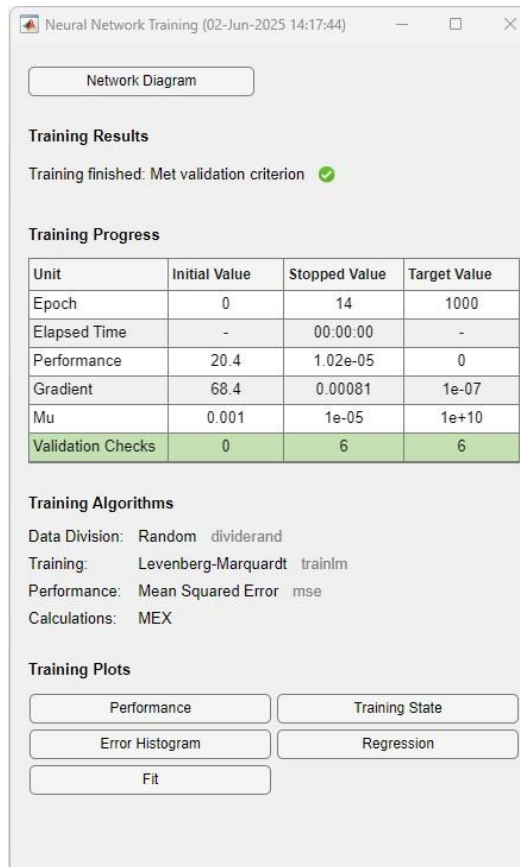 Neural Network Training (02-Jun-2025 14:17:44)
Network Diagram
Training Results
Training finished: Met validation criterion
Training Progress
Unit Initial Value Stopped Value Target Value
Epoch 0 14 1000
Elapsed Time - 00:00:00 -
Performance 20.4 1.02e-05 0
Gradient 68.4 0.00081 1e-07
Mu 0.001 1e-05 1e+10
Validation Checks 0 6 6
Training Algorithms
Data Division: Random dividerand
Training: Levenberg-Marquardt trainlm
Performance: Mean Squared Error mse
Calculations: MEX
Training Plots
Performance Training State
Error Histogram Regression
Fit